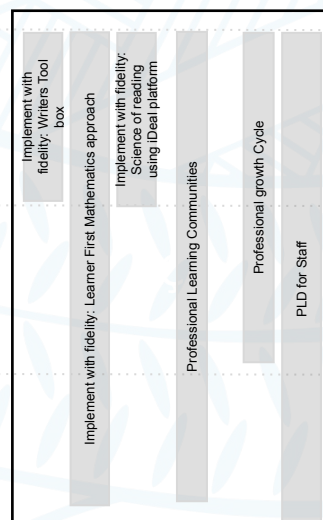 Implement with
fidelity: Writers Tool
box
Implement with fidelity: Learner First Mathematics approach
Implement with fidelity:
Science of reading
using iDeal platform
Professional Learning Communities
Professional growth Cycle
PLD for Staff